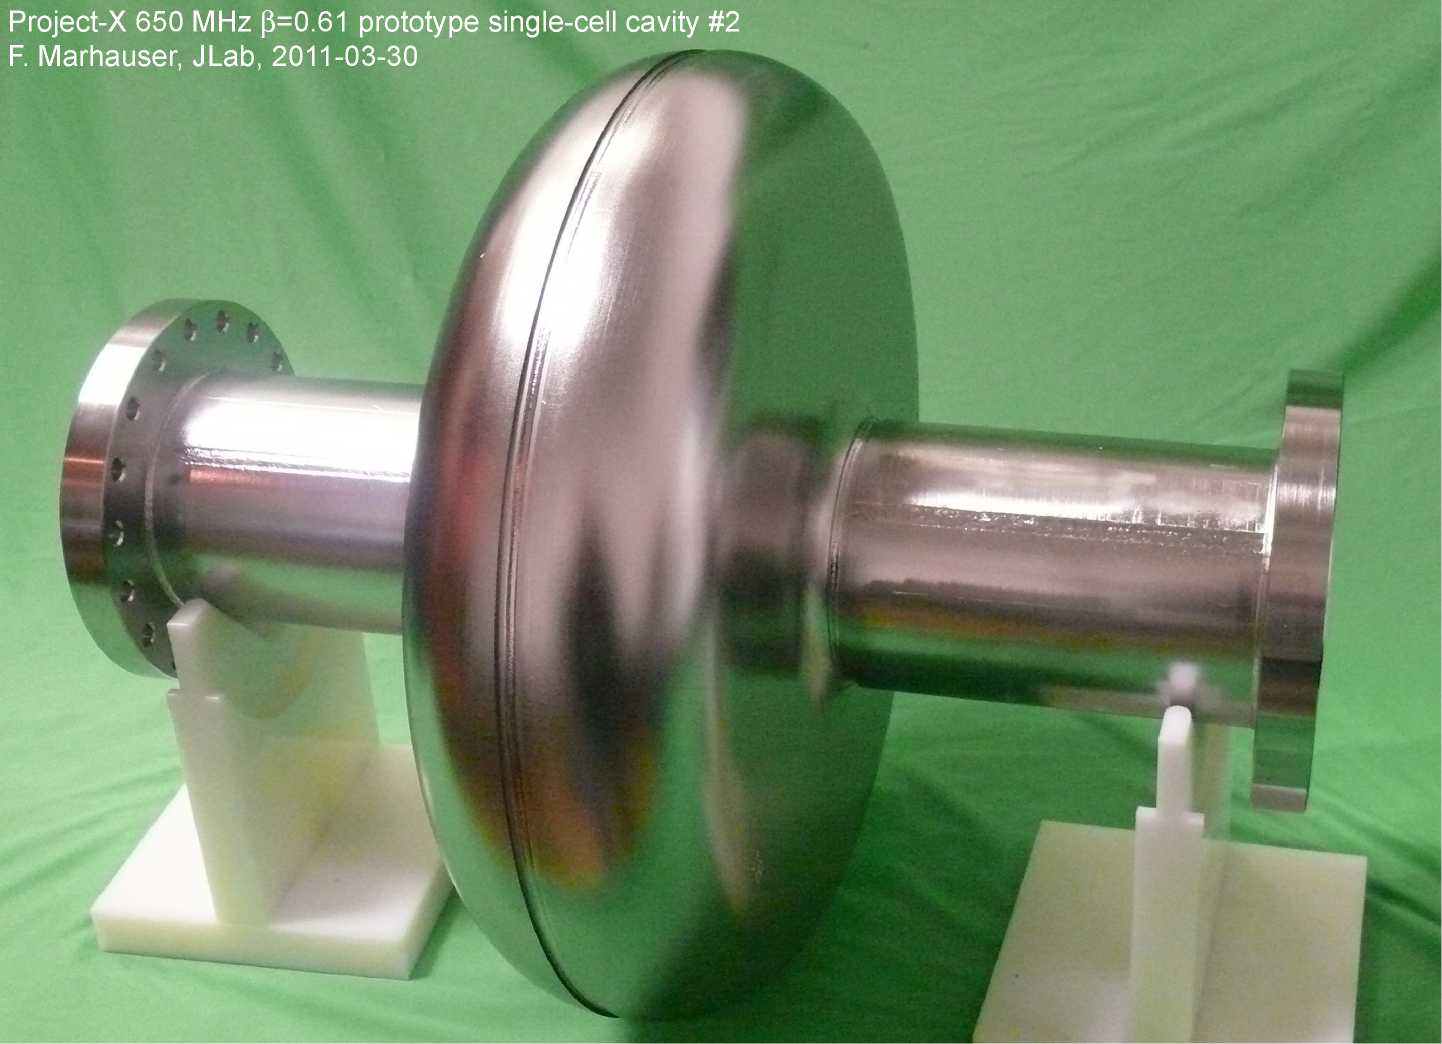 Project-X 650 MHz β=0.61 prototype single-cell cavity #2
F. Marhauser, JLab, 2011-03-30